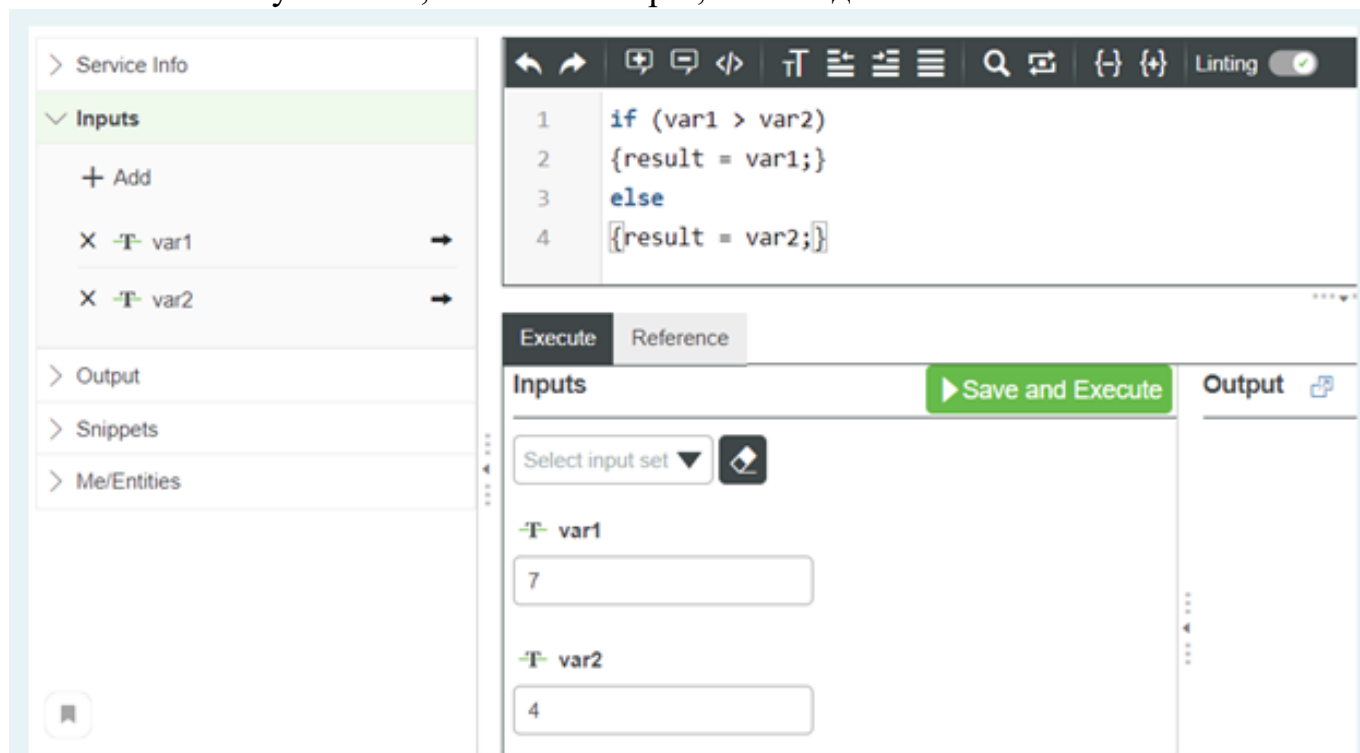 Service Info
Inputs
+ Add
var1
var2
Output
Snippets
Me/Entities
Linting
1 if (var1 > var2)
2 {result = var1;}
3 else
4 {result = var2;}
Execute Reference
Inputs
Save and Execute
Output
Select input set
var1
7
var2
4